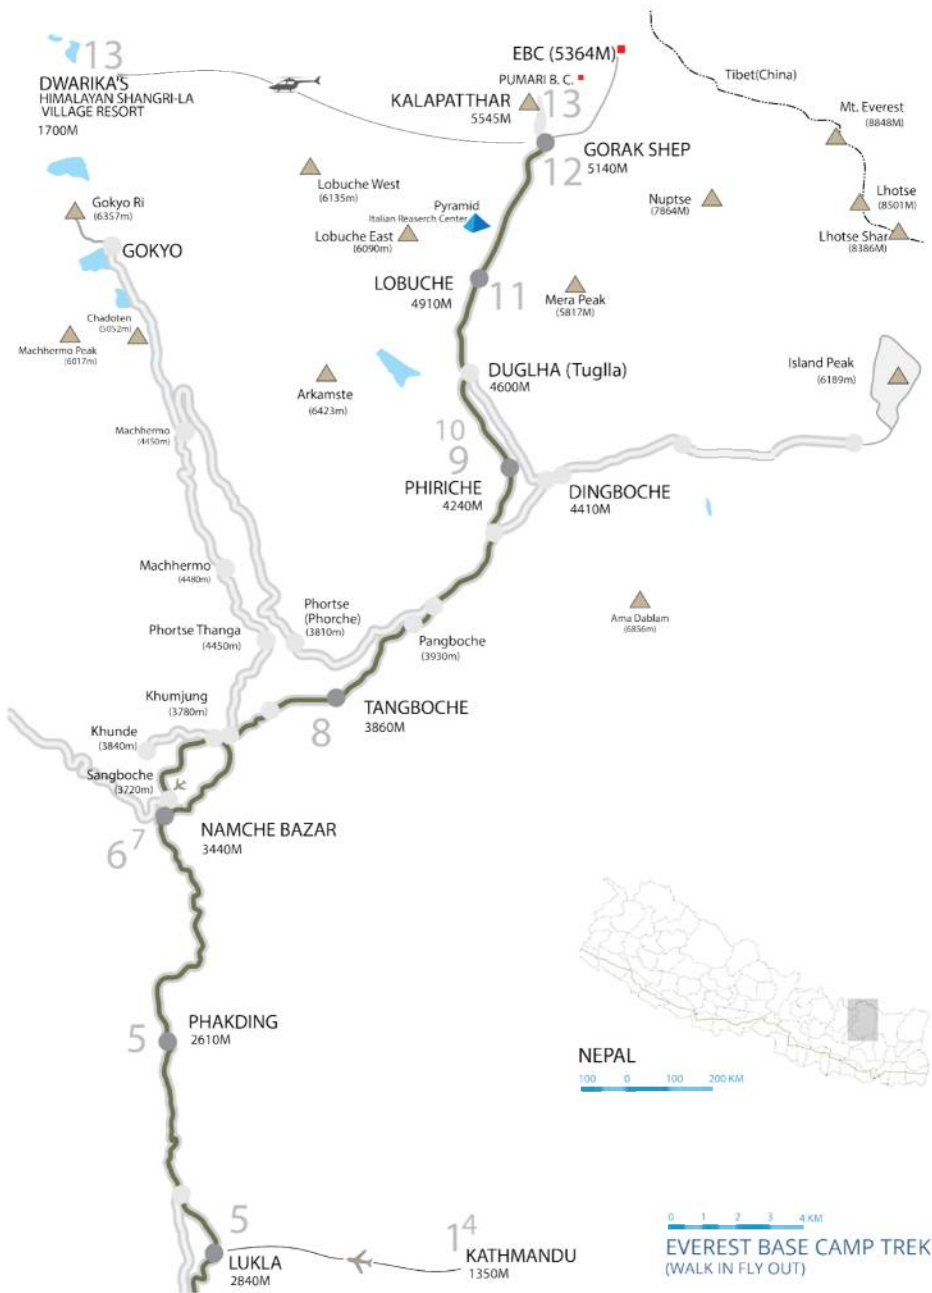 13
DWARIKA'S
HIMALAYAN SHANGRI-LA
VILLAGE RESORT
1700M
EBC (5364M)
PUMARI B. C.
KALAPATTHAR
5545M
13
GORAK SHEP
5140M
12
Tibet(China)
Mt. Everest
(8848M)
Lobuche West
(6135m)
Nuptse
(7864M)
Lhotse
(8501M)
Lhotse Shar
(8386M)
Gokyo Ri
(6357m)
GOKYO
Pyramid
Italian Reaserch Center
Lobuche East
(6090m)
LOBUCHE
4910M
11
Mera Peak
(5817M)
Chadoten
(5052m)
Machhermo Peak
(6017m)
Arkamste
(6423m)
DUGLHA (Tuglla)
4600M
Island Peak
(6189m)
Machhermo
(4450m)
10
9
PHIRICHE
4240M
DINGBOCHE
4410M
Machhermo
(4480m)
Phortse
(Phorche)
(3810m)
Ama Dablam
(6856m)
Phortse Thanga
(4450m)
Pangboche
(3930m)
Khumjung
(3780m)
TANGBOCHE
3860M
8
Khunde
(3840m)
Sangboche
(3720m)
NAMCHE BAZAR
3440M
6 7
PHAKDING
2610M
5
NEPAL
100 0 100 200 KM
5
LUKLA
2840M
1 4
KATHMANDU
1350M
0 1 2 3 4 KM
EVEREST BASE CAMP TREK
(WALK IN FLY OUT)